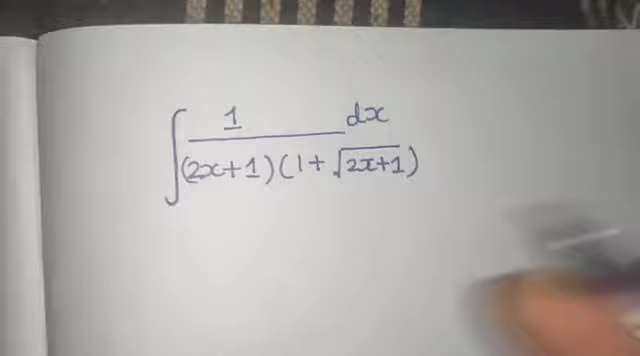 ∫ 1 / (2x+1)(1+√(2x+1)) dx